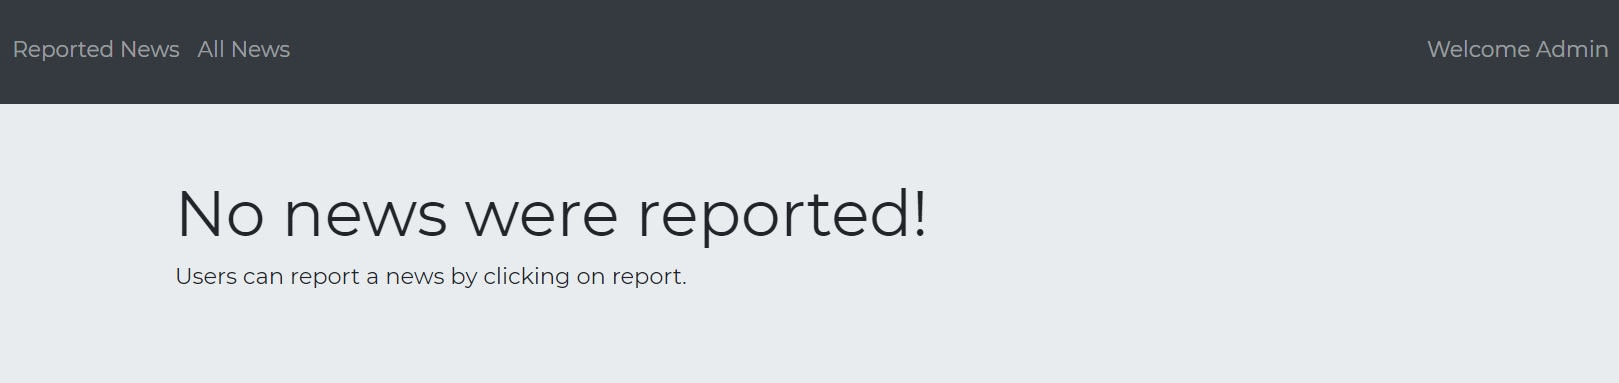 Reported News All News Welcome Admin
No news were reported!
Users can report a news by clicking on report.